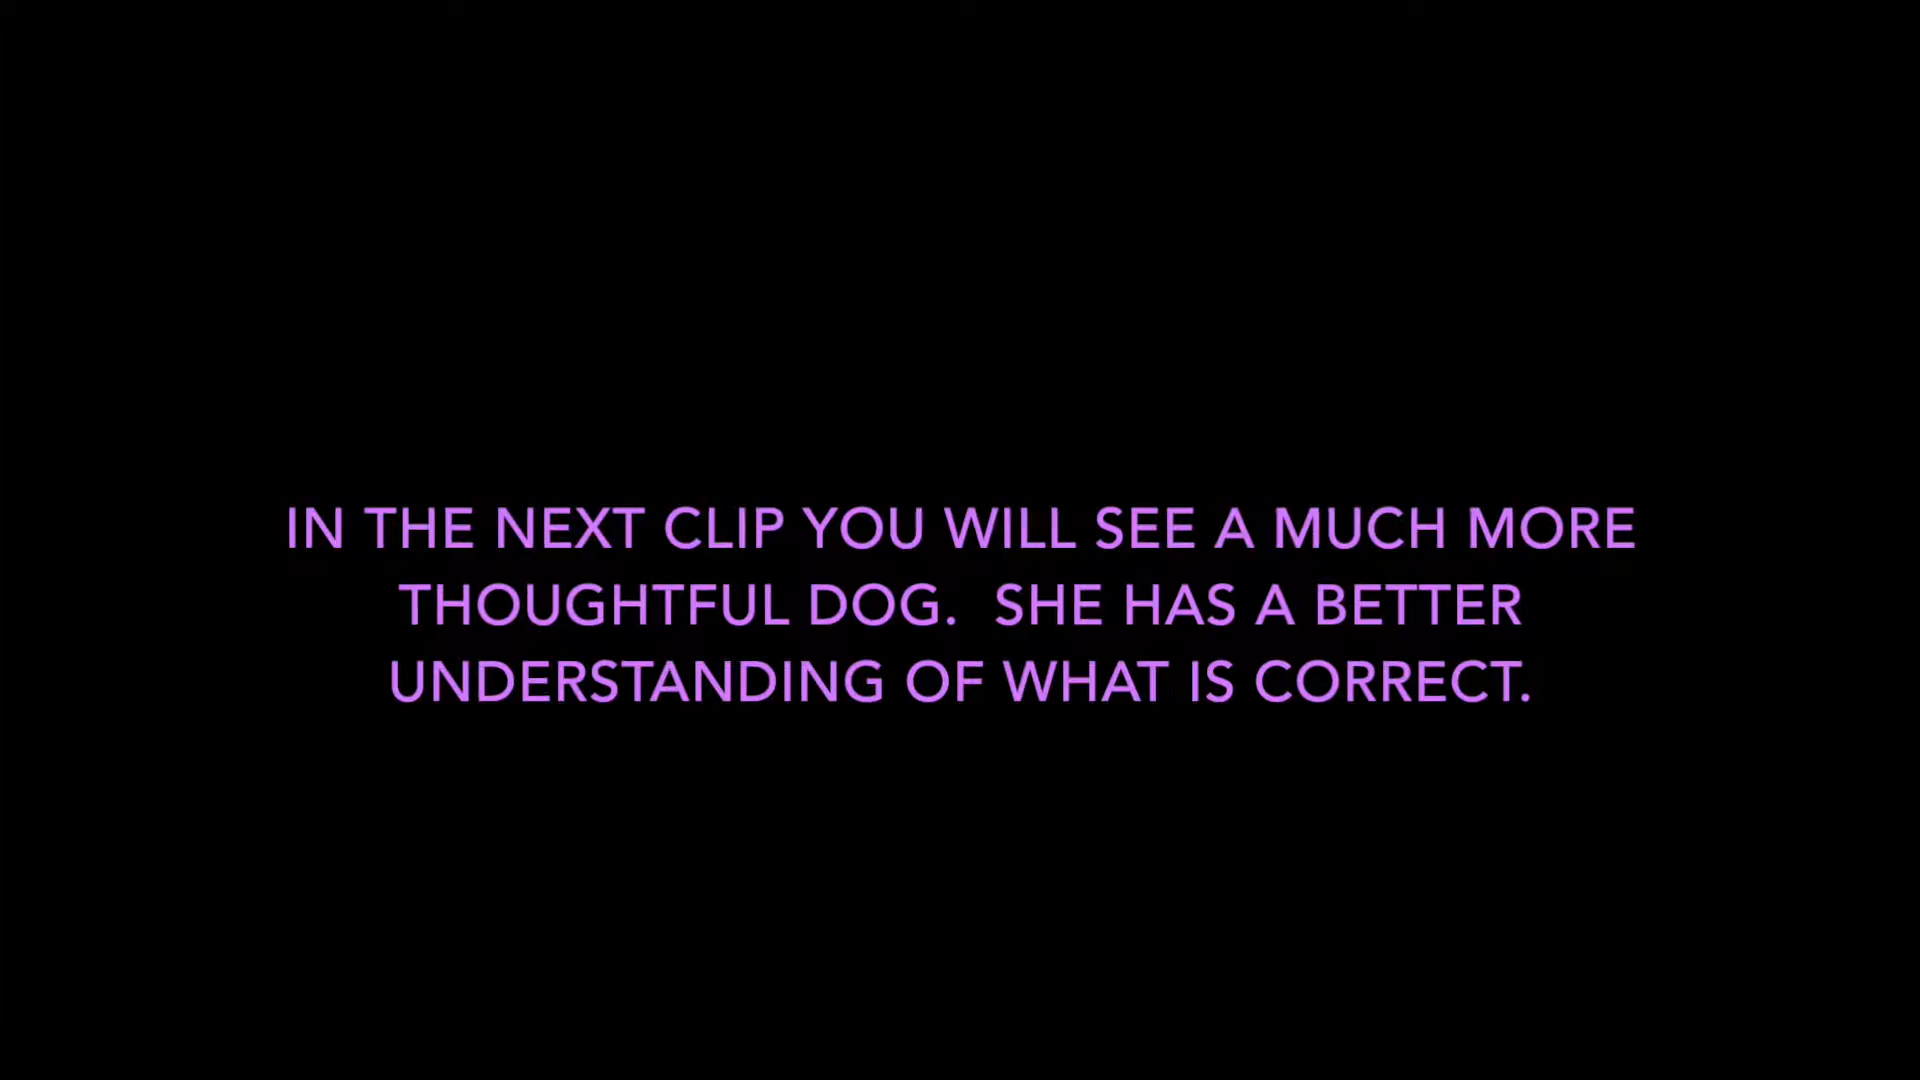 IN THE NEXT CLIP YOU WILL SEE A MUCH MORE
THOUGHTFUL DOG.  SHE HAS A BETTER
UNDERSTANDING OF WHAT IS CORRECT.